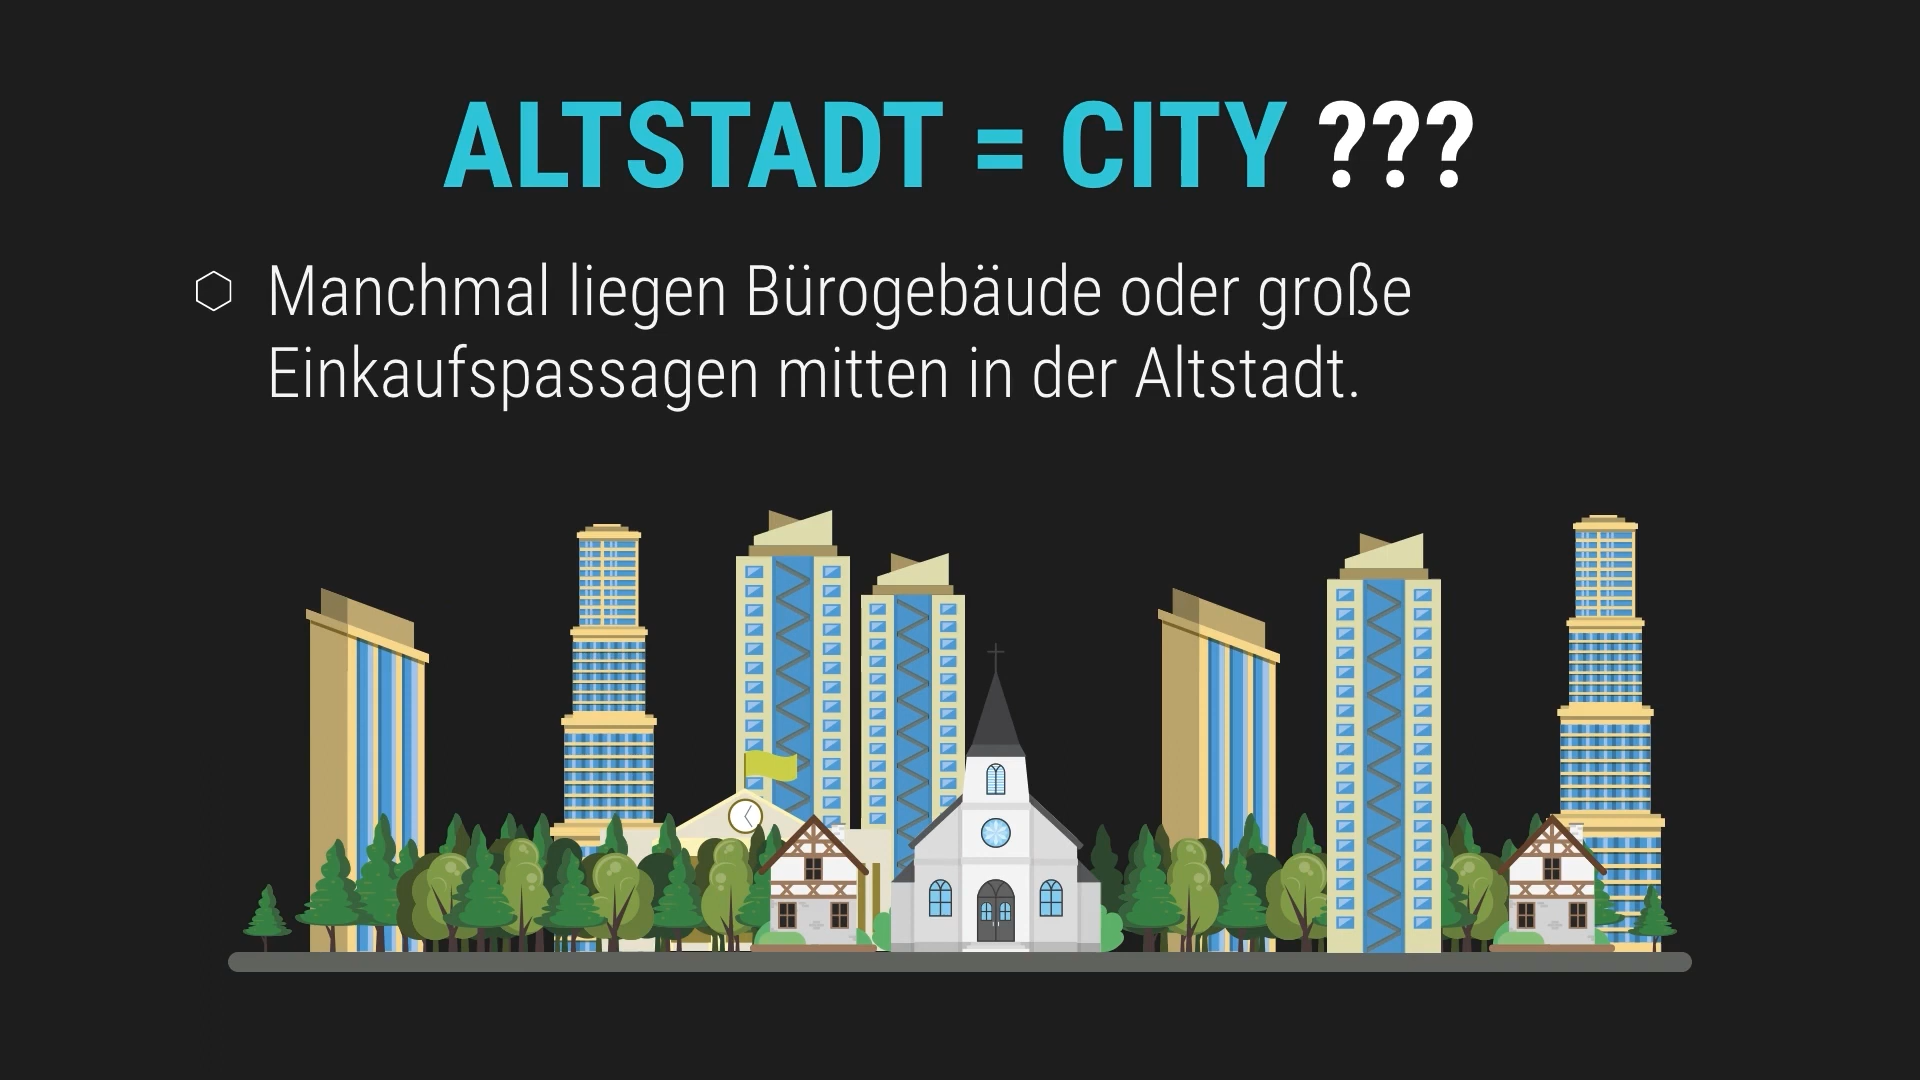 ALTSTADT = CITY ???
Manchmal liegen Bürogebäude oder große
Einkaufspassagen mitten in der Altstadt.